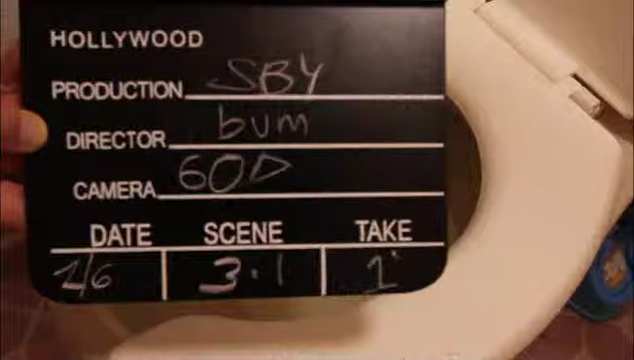 HOLLYWOOD
PRODUCTION SBY
DIRECTOR bum
CAMERA 60D
DATE SCENE TAKE
1/6 3.1 1